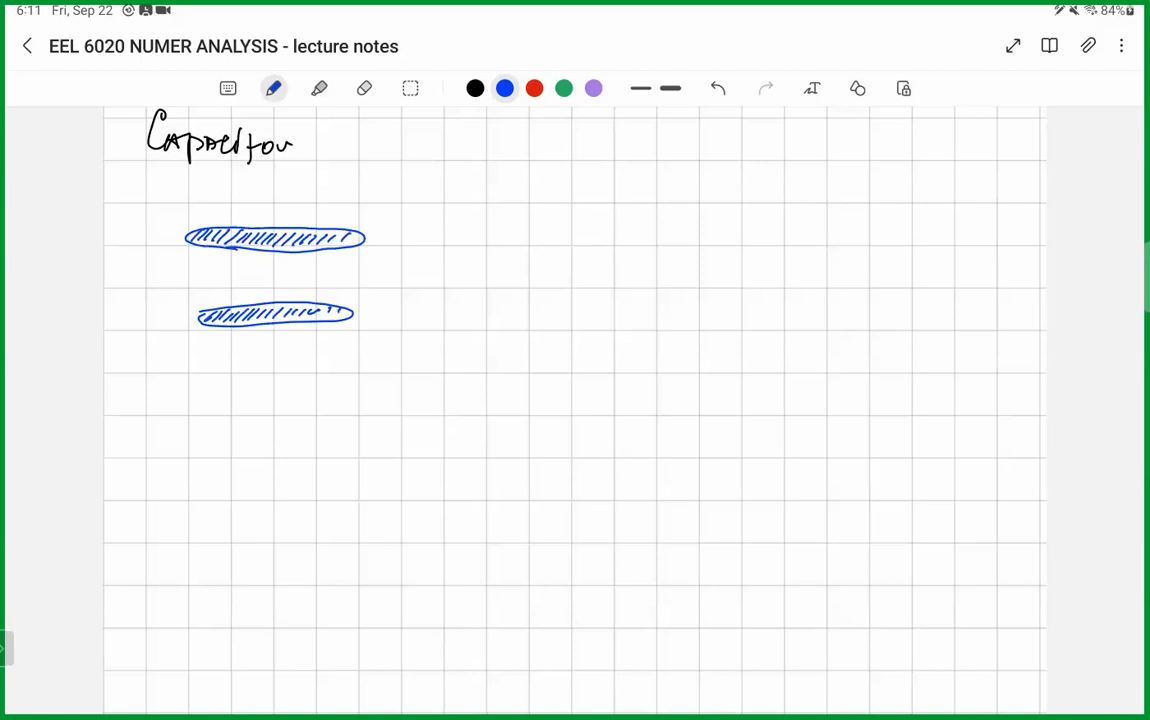 6:11 Fri, Sep 22 84%
EEL 6020 NUMER ANALYSIS - lecture notes
Capacitor